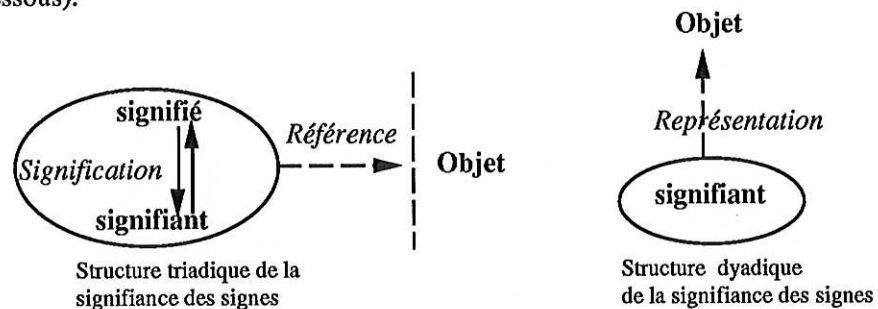 essous).
signifié
Signification
signifiant
Référence
Objet
Structure triadique de la
signifiance des signes
Objet
Représentation
signifiant
Structure dyadique
de la signifiance des signes